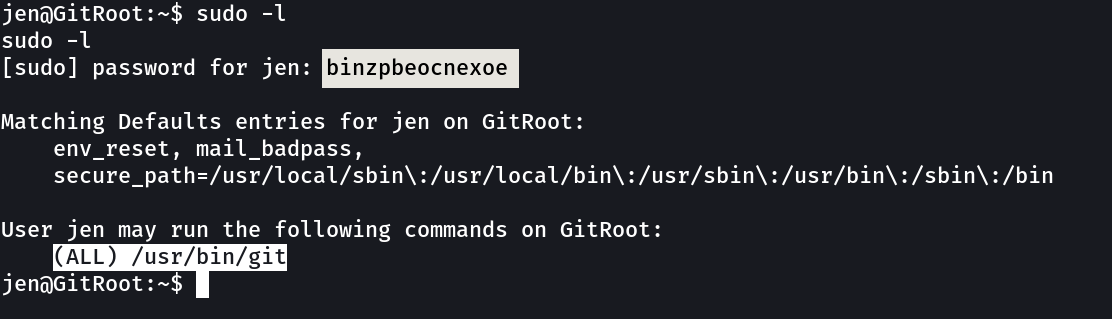 jen@GitRoot:~$ sudo -l
sudo -l
[sudo] password for jen: binzpbeocnexoe
Matching Defaults entries for jen on GitRoot:
    env_reset, mail_badpass,
    secure_path=/usr/local/sbin\:/usr/local/bin\:/usr/sbin\:/usr/bin\:/sbin\:/bin
User jen may run the following commands on GitRoot:
    (ALL) /usr/bin/git
jen@GitRoot:~$